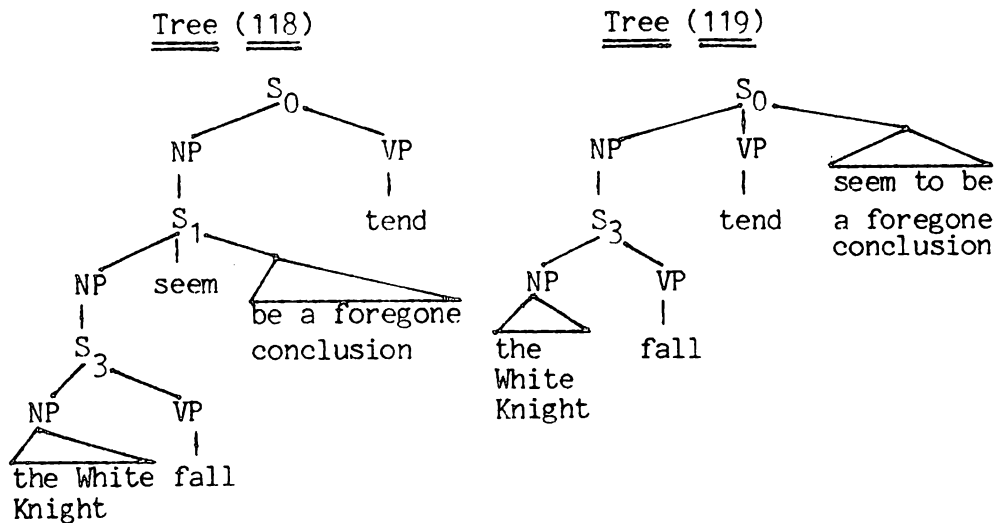 Tree (118)
S0
NP VP
S1 tend
NP seem
be a foregone
conclusion
S3
NP VP
the White fall
Knight
Tree (119)
S0
NP VP
seem to be
a foregone
conclusion
S3 tend
NP VP
the fall
White
Knight